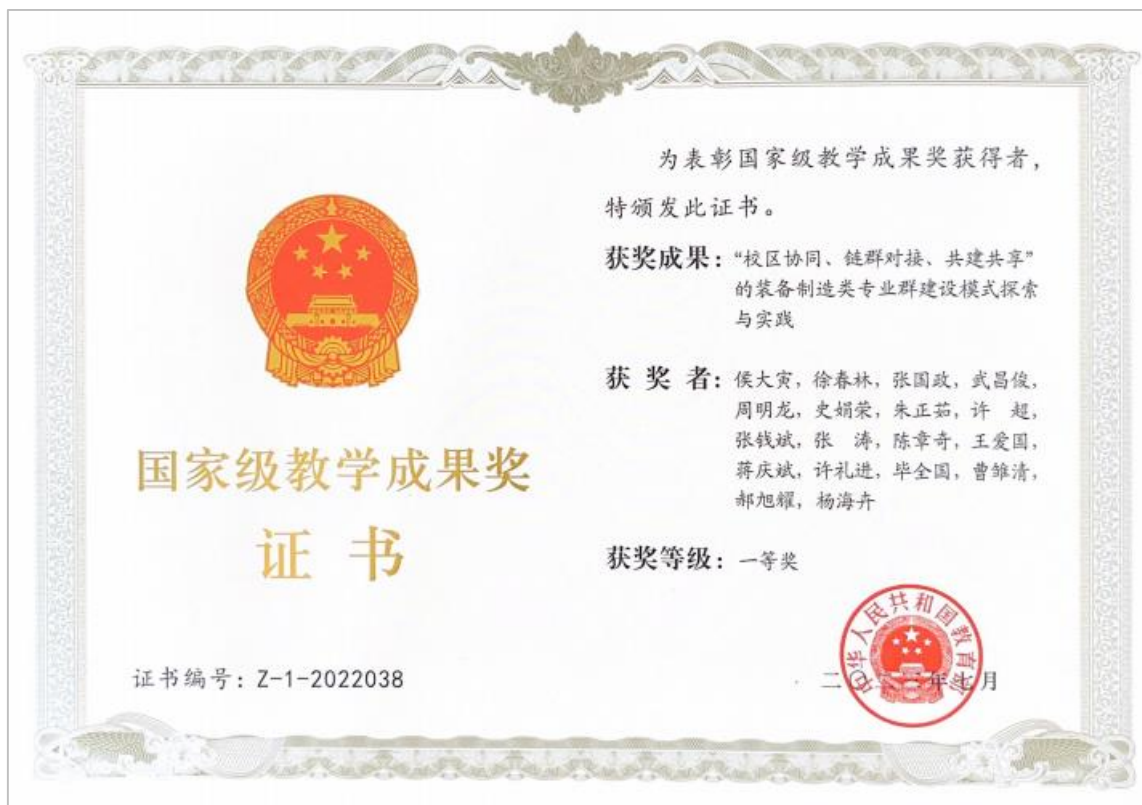 国家级教学成果奖
证 书
证书编号：Z-1-2022038
为表彰国家级教学成果奖获得者，
特颁发此证书。
获奖成果：“校区协同、链群对接、共建共享”
的装备制造类专业群建设模式探索
与实践
获 奖 者：侯大寅，徐春林，张国政，武昌俊，
周明龙，史娟荣，朱正茹，许 超，
张钱斌，张 涛，陈章奇，王爱国，
蒋庆斌，许礼进，毕全国，曹雏清，
郝旭耀，杨海卉
获奖等级：一等奖
中华人民共和国教育部
年七月